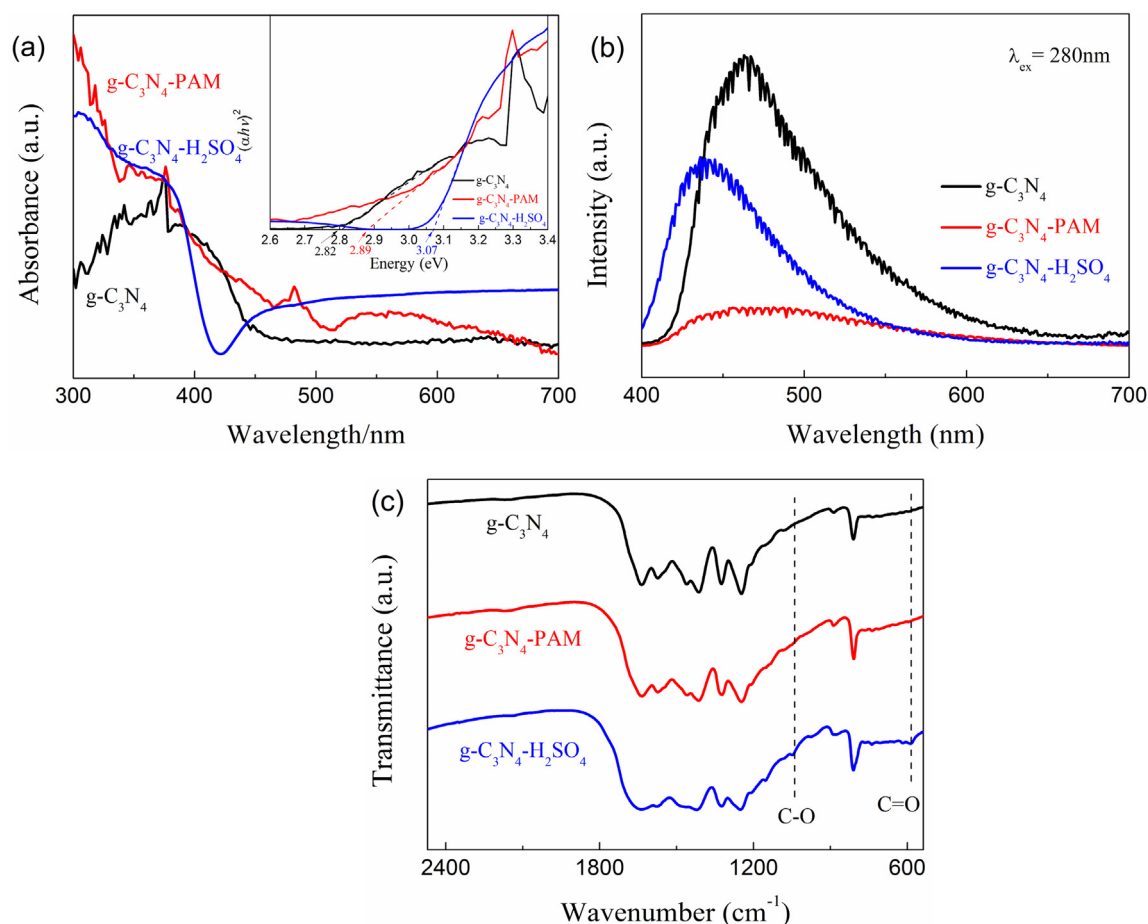 (a)
g-C₃N₄-PAM
g-C₃N₄-H₂SO₄
g-C₃N₄
Absorbance (a.u.)
300 400 500 600 700
Wavelength/nm
(αhν)²
g-C₃N₄
g-C₃N₄-PAM
g-C₃N₄-H₂SO₄
2.6 2.7 2.8 2.9 3.0 3.1 3.2 3.3 3.4
2.82 2.89 3.07
Energy (eV)
(b)
λex= 280nm
g-C₃N₄
g-C₃N₄-PAM
g-C₃N₄-H₂SO₄
Intensity (a.u.)
400 500 600 700
Wavelength (nm)
(c)
g-C₃N₄
g-C₃N₄-PAM
g-C₃N₄-H₂SO₄
C-O
C=O
Transmittance (a.u.)
2400 1800 1200 600
Wavenumber (cm⁻¹)